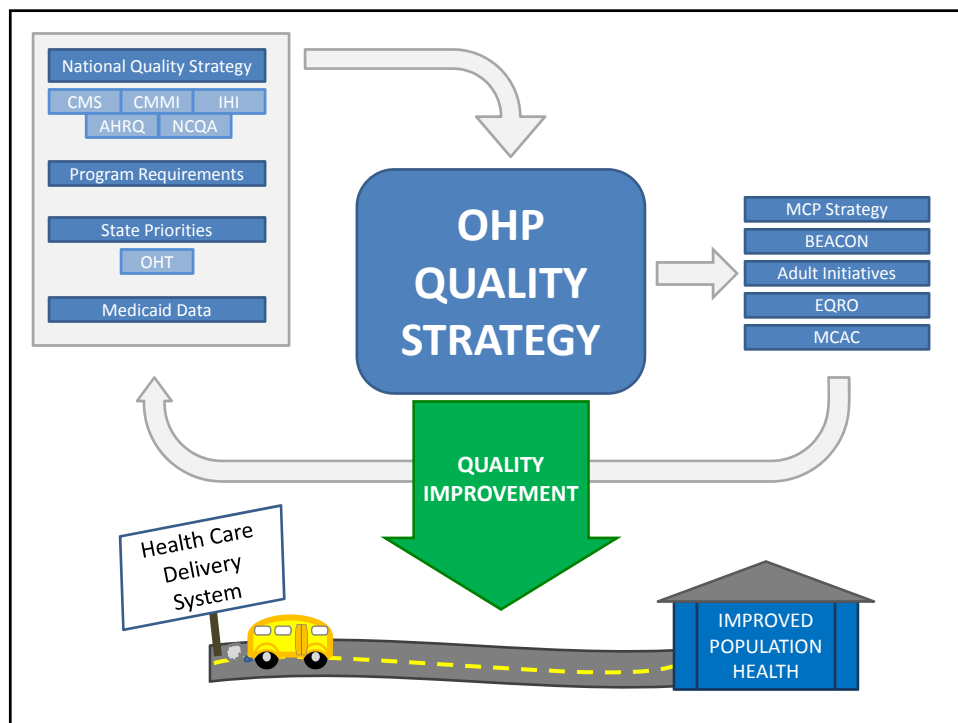 National Quality Strategy
CMS
CMMI
IHI
AHRQ
NCQA
Program Requirements
State Priorities
OHT
Medicaid Data
OHP
QUALITY
STRATEGY
MCP Strategy
BEACON
Adult Initiatives
EQRO
MCAC
QUALITY
IMPROVEMENT
Health Care
Delivery
System
IMPROVED
POPULATION
HEALTH